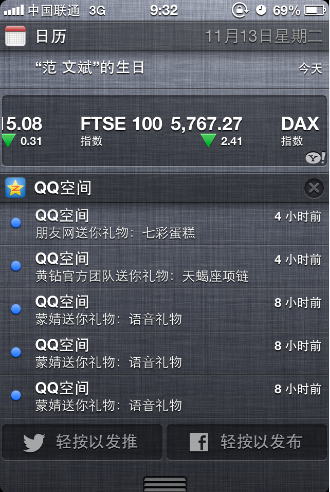 中国联通 3G 9:32 69%
日历 11月13日星期二
“范 文斌”的生日 今天
15.08 FTSE 100 5,767.27 DAX
0.31 指数 2.41 指数
Y!
QQ空间
QQ空间 4 小时前
朋友网送你礼物：七彩蛋糕
QQ空间 4 小时前
黄钻官方团队送你礼物：天蝎座项链
QQ空间 8 小时前
蒙婧送你礼物：语音礼物
QQ空间 8 小时前
蒙婧送你礼物：语音礼物
QQ空间 8 小时前
蒙婧送你礼物：语音礼物
轻按以发推 轻按以发布